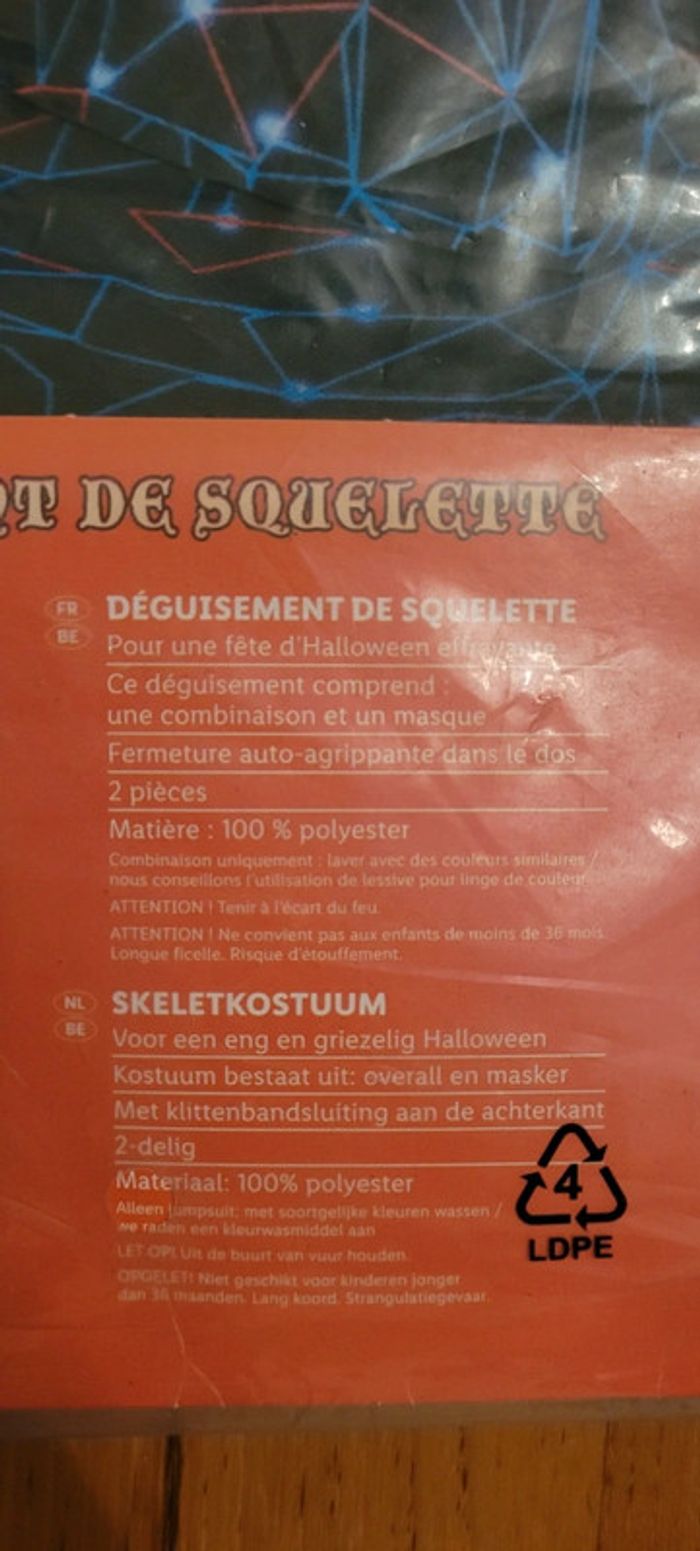 T DE SQUELETTE
FR
BE
DÉGUISEMENT DE SQUELETTE
Pour une fête d'Halloween effrayante
Ce déguisement comprend :
une combinaison et un masque
Fermeture auto-agrippante dans le dos
2 pièces
Matière : 100 % polyester
Combinaison uniquement : laver avec des couleurs similaires /
nous conseillons l'utilisation de lessive pour linge de couleur.
ATTENTION ! Tenir à l'écart du feu.
ATTENTION ! Ne convient pas aux enfants de moins de 36 mois.
Longue ficelle. Risque d'étouffement.
NL
BE
SKELETKOSTUUM
Voor een eng en griezelig Halloween
Kostuum bestaat uit: overall en masker
Met klittenbandsluiting aan de achterkant
2-delig
Materiaal: 100% polyester
Alleen jumpsuit: met soortgelijke kleuren wassen /
we raden een kleurwasmiddel aan
LET OP! Uit de buurt van vuur houden.
OPGELET! Niet geschikt voor kinderen jonger
dan 36 maanden. Lang koord. Strangulatiegevaar.
4
LDPE